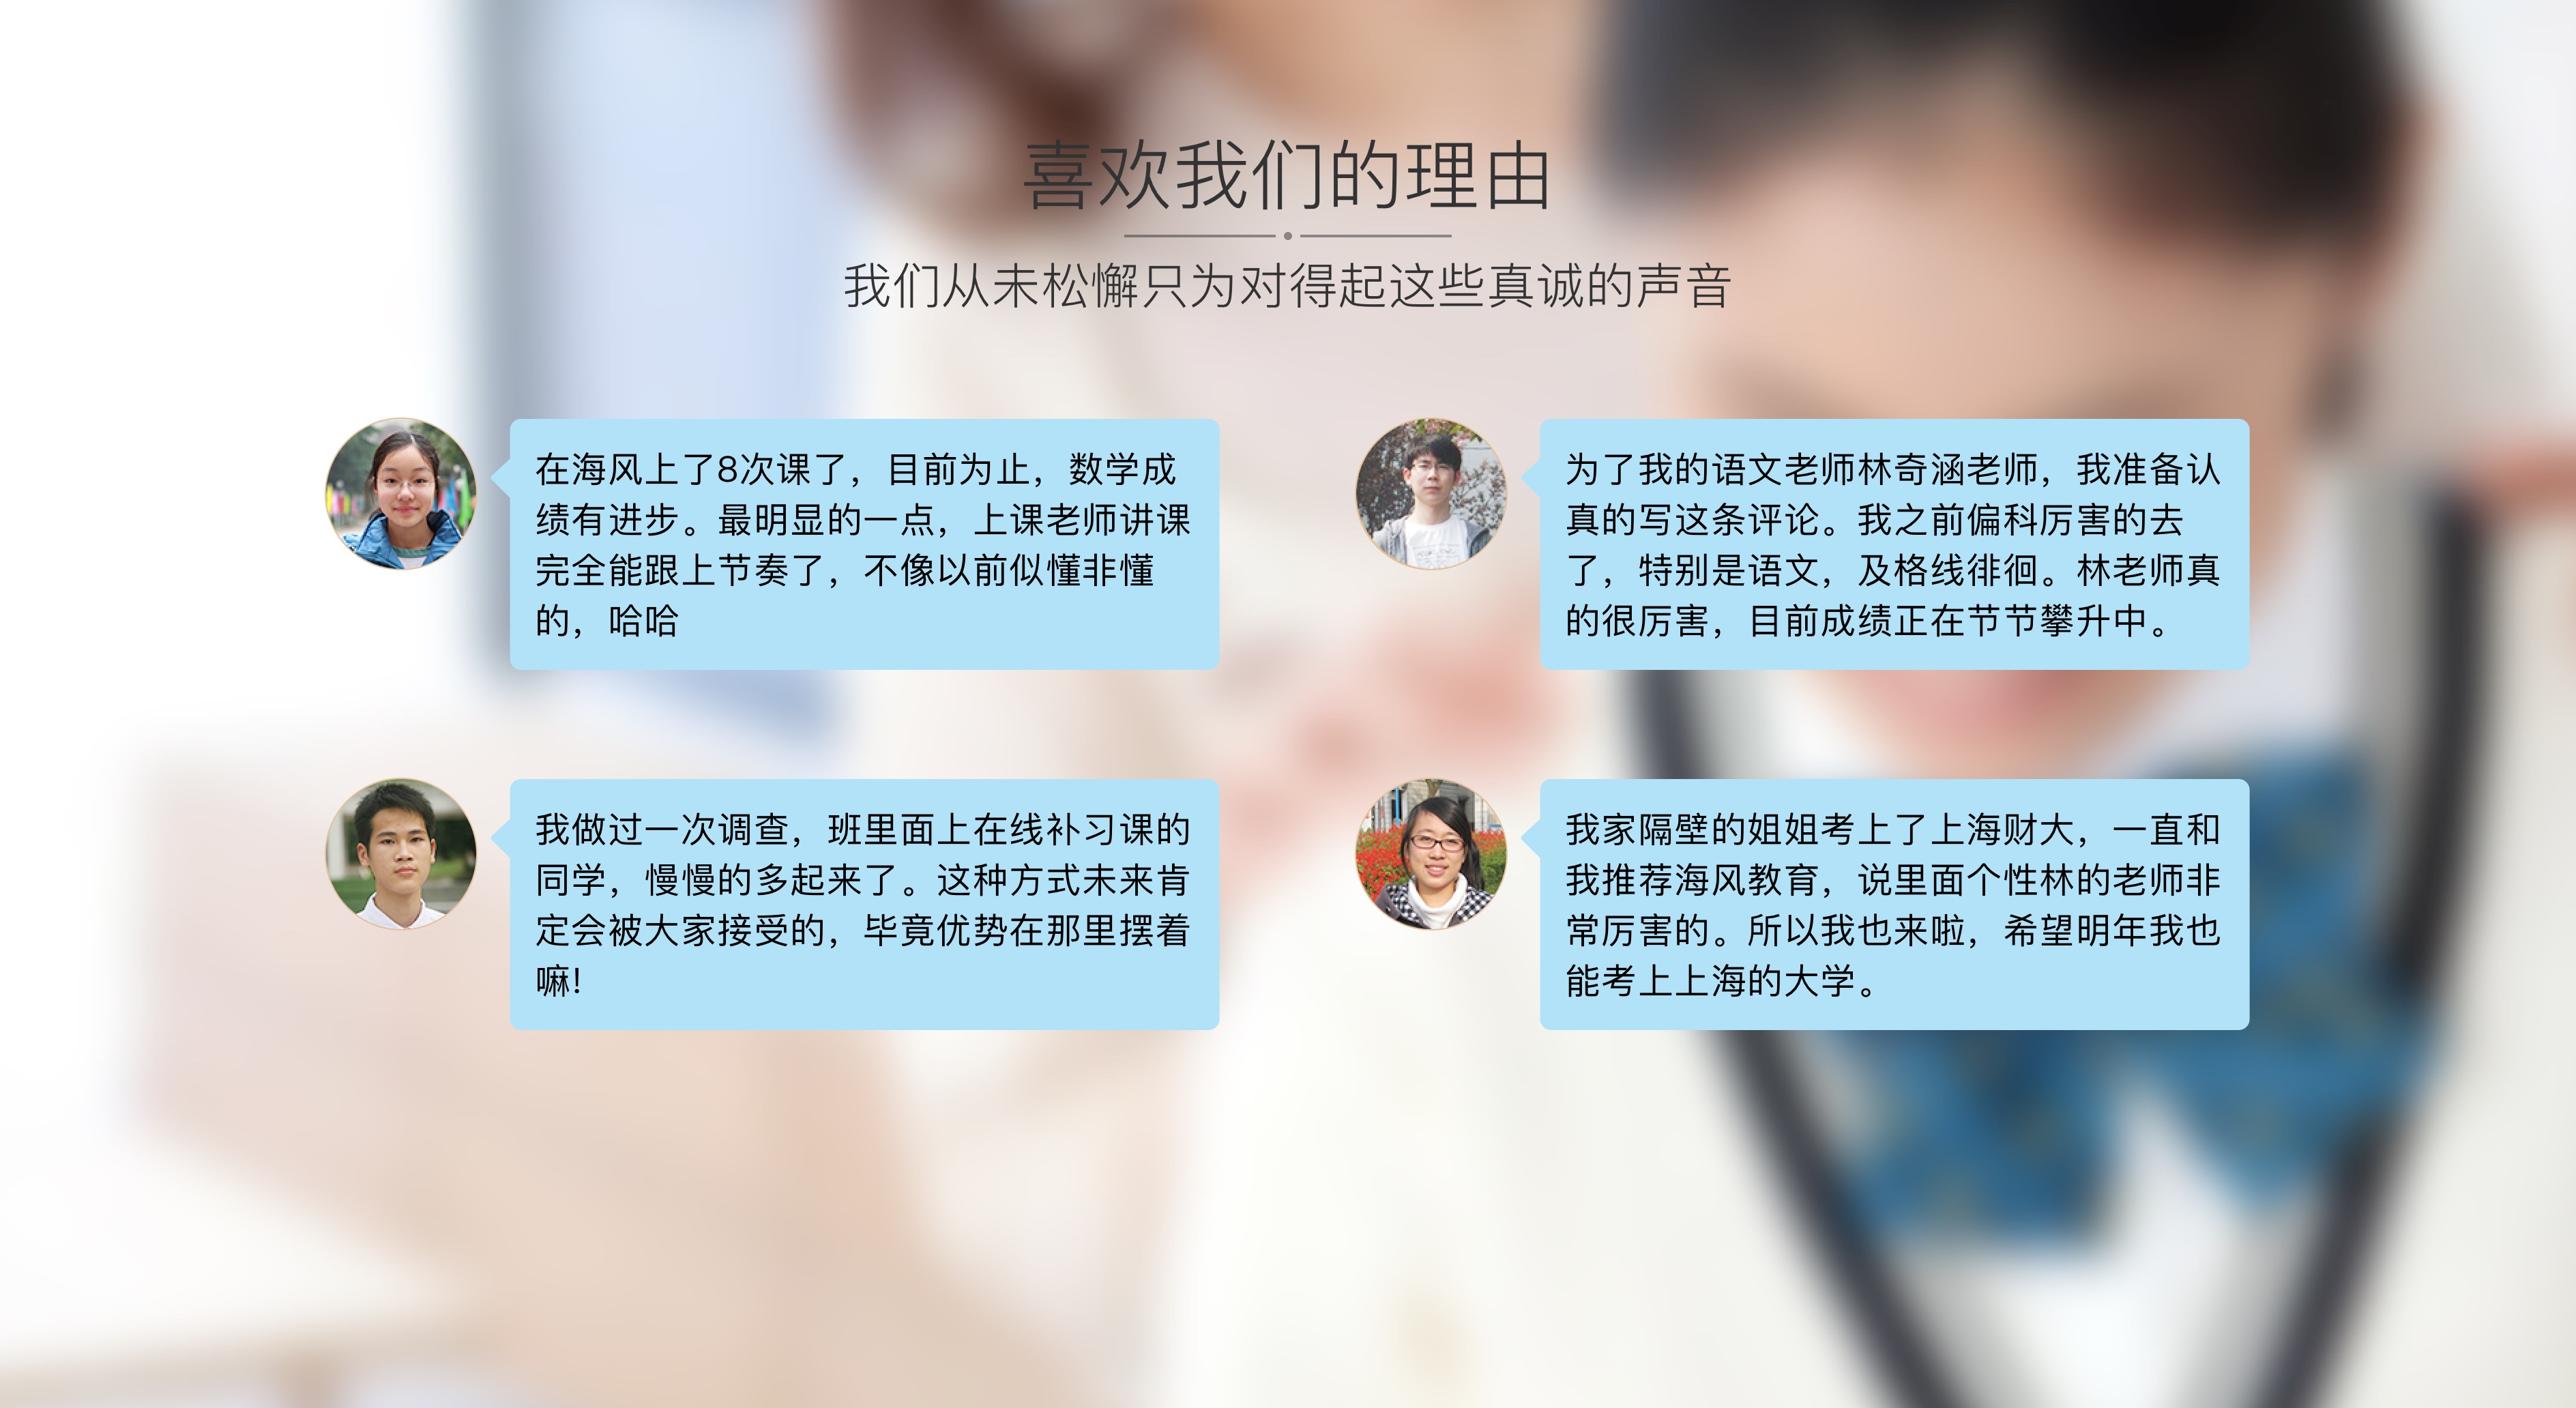 喜欢我们的理由
我们从未松懈只为对得起这些真诚的声音
在海风上了8次课了，目前为止，数学成
绩有进步。最明显的一点，上课老师讲课
完全能跟上节奏了，不像以前似懂非懂
的，哈哈
为了我的语文老师林奇涵老师，我准备认
真的写这条评论。我之前偏科厉害的去
了，特别是语文，及格线徘徊。林老师真
的很厉害，目前成绩正在节节攀升中。
我做过一次调查，班里面上在线补习课的
同学，慢慢的多起来了。这种方式未来肯
定会被大家接受的，毕竟优势在那里摆着
嘛!
我家隔壁的姐姐考上了上海财大，一直和
我推荐海风教育，说里面个性林的老师非
常厉害的。所以我也来啦，希望明年我也
能考上上海的大学。